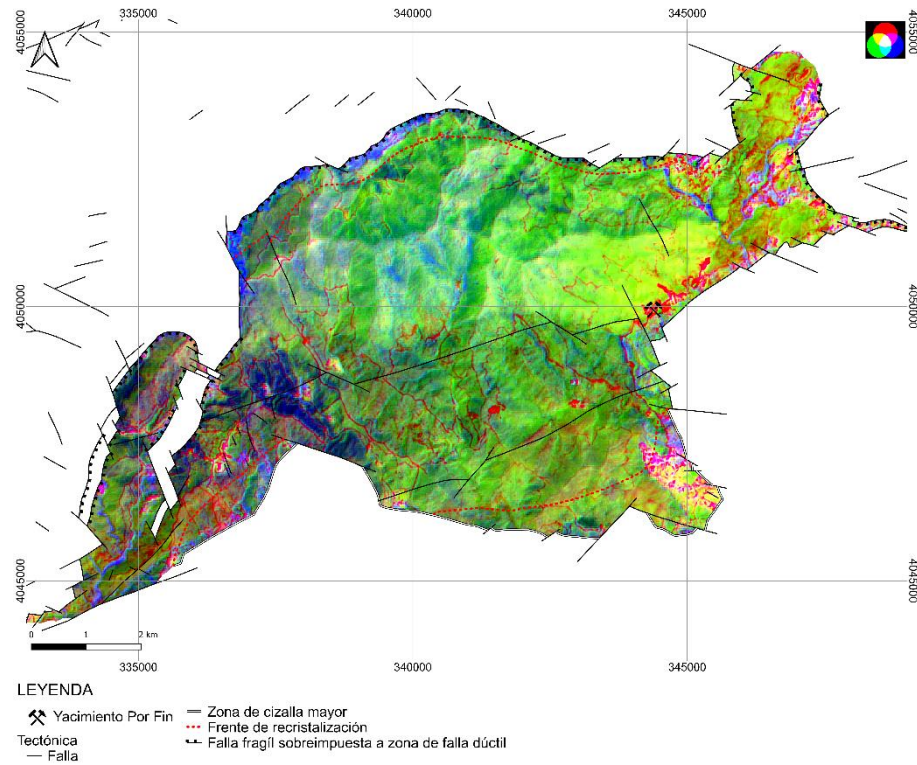 335000 340000 345000
4055000 4055000
4050000 4050000
4045000 4045000
0 1 2 km
335000 340000 345000
LEYENDA
Yacimiento Por Fin
Tectónica
Falla
Zona de cizalla mayor
Frente de recristalización
Falla fragíl sobreimpuesta a zona de falla dúctil